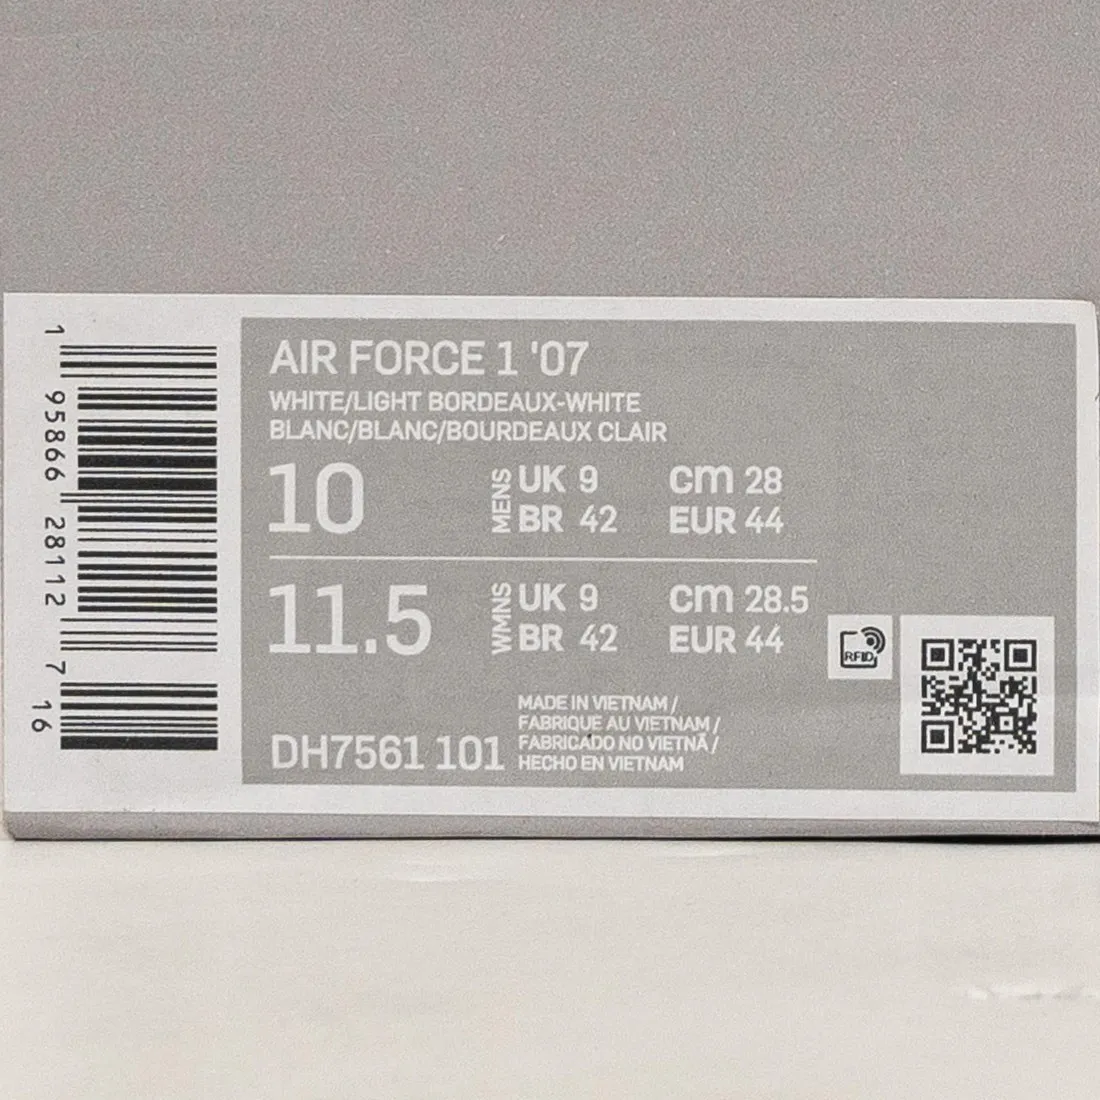 1 95866 28112 7 16
AIR FORCE 1 '07
WHITE/LIGHT BORDEAUX-WHITE
BLANC/BLANC/BOURDEAUX CLAIR
10 MENS UK 9 cm 28
BR 42 EUR 44
11.5 WMNS UK 9 cm 28.5
BR 42 EUR 44
RFID
MADE IN VIETNAM /
FABRIQUE AU VIETNAM /
FABRICADO NO VIETNÃ /
HECHO EN VIETNAM
DH7561 101